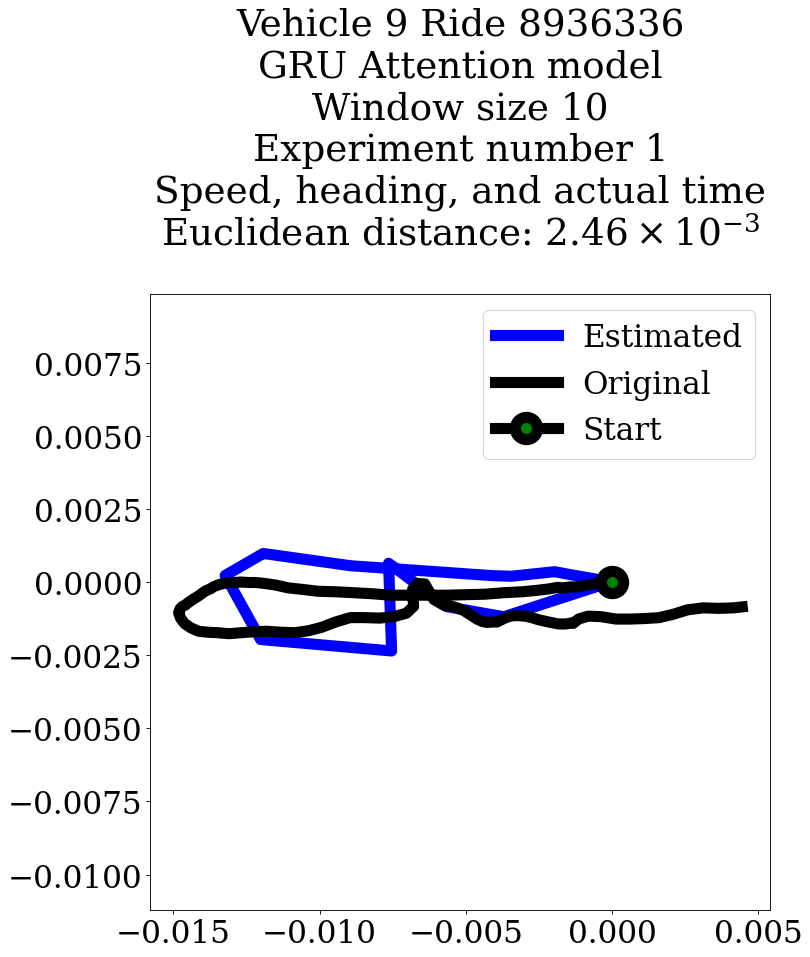 Vehicle 9 Ride 8936336
GRU Attention model
Window size 10
Experiment number 1
Speed, heading, and actual time
Euclidean distance: 2.46 × 10⁻³
Estimated
Original
Start
0.0075
0.0050
0.0025
0.0000
−0.0025
−0.0050
−0.0075
−0.0100
−0.015 −0.010 −0.005 0.000 0.005